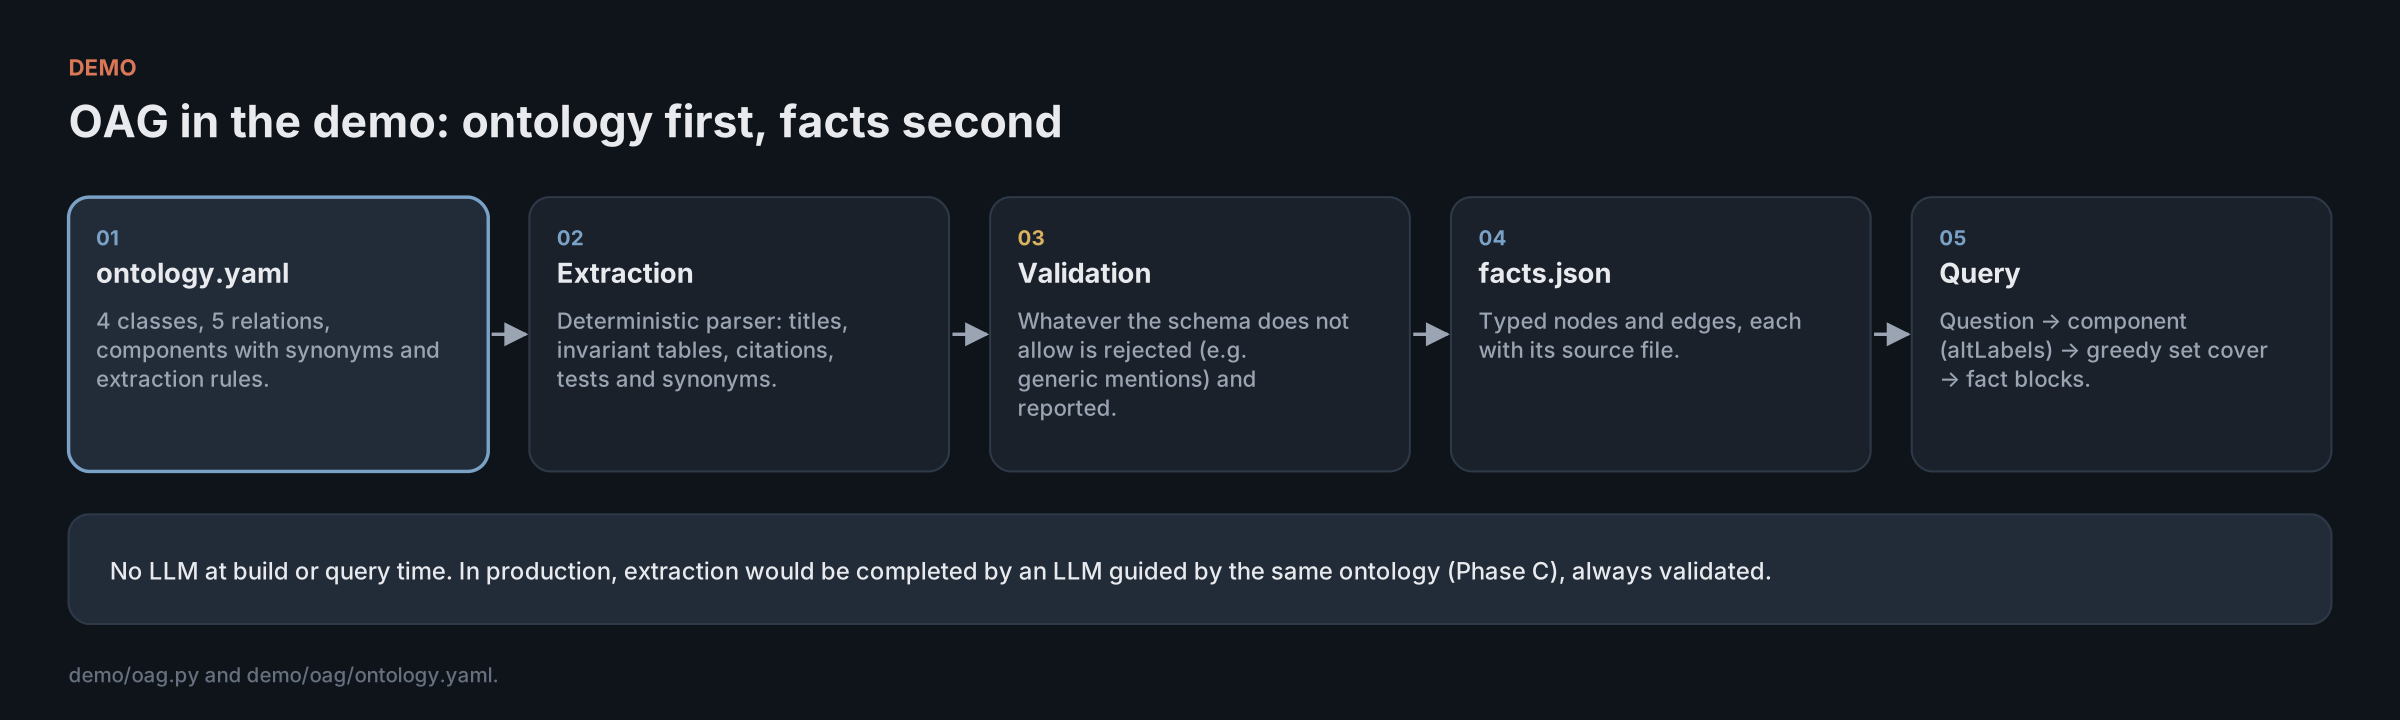 DEMO
OAG in the demo: ontology first, facts second
01
ontology.yaml
4 classes, 5 relations,
components with synonyms and
extraction rules.
02
Extraction
Deterministic parser: titles,
invariant tables, citations,
tests and synonyms.
03
Validation
Whatever the schema does not
allow is rejected (e.g.
generic mentions) and
reported.
04
facts.json
Typed nodes and edges, each
with its source file.
05
Query
Question → component
(altLabels) → greedy set cover
→ fact blocks.
No LLM at build or query time. In production, extraction would be completed by an LLM guided by the same ontology (Phase C), always validated.
demo/oag.py and demo/oag/ontology.yaml.